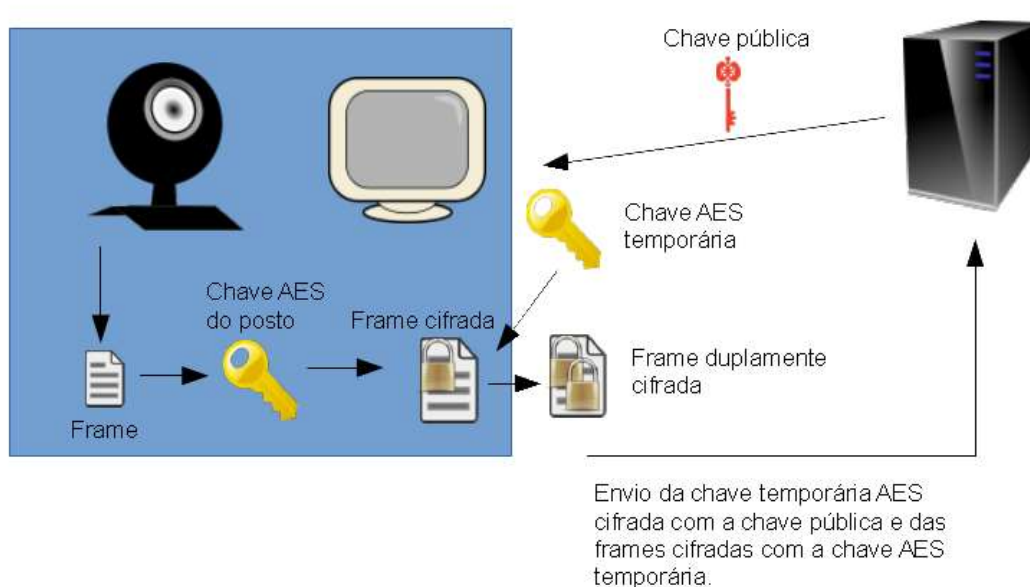 Chave pública
Chave AES
temporária
Chave AES
do posto
Frame cifrada
Frame duplamente
cifrada
Frame
Envio da chave temporária AES
cifrada com a chave pública e das
frames cifradas com a chave AES
temporária.